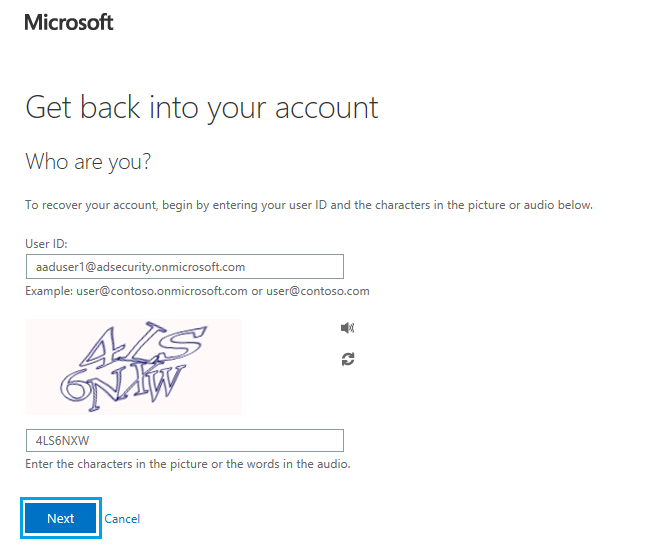 Microsoft
Get back into your account
Who are you?
To recover your account, begin by entering your user ID and the characters in the picture or audio below.
User ID:
aaduser1@adsecurity.onmicrosoft.com
Example: user@contoso.onmicrosoft.com or user@contoso.com
4LS
6NXW
4LS6NXW
Enter the characters in the picture or the words in the audio.
Next Cancel